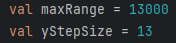 val maxRange = 13000
val yStepSize = 13